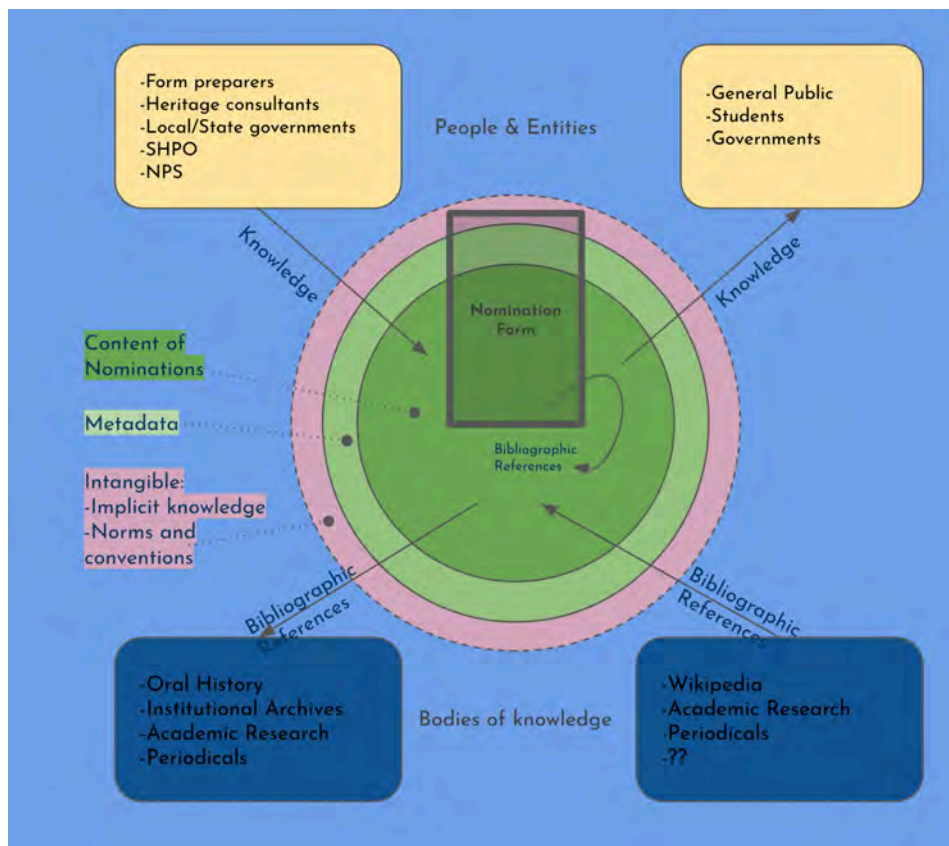 -Form preparers
-Heritage consultants
-Local/State governments
-SHPO
-NPS
People & Entities
-General Public
-Students
-Governments
Knowledge
Knowledge
Nomination
Form
Content of
Nominations
Metadata
Bibliographic
References
Intangible:
-Implicit knowledge
-Norms and
conventions
Bibliographic
References
Bibliographic
References
-Oral History
-Institutional Archives
-Academic Research
-Periodicals
Bodies of knowledge
-Wikipedia
-Academic Research
-Periodicals
-??